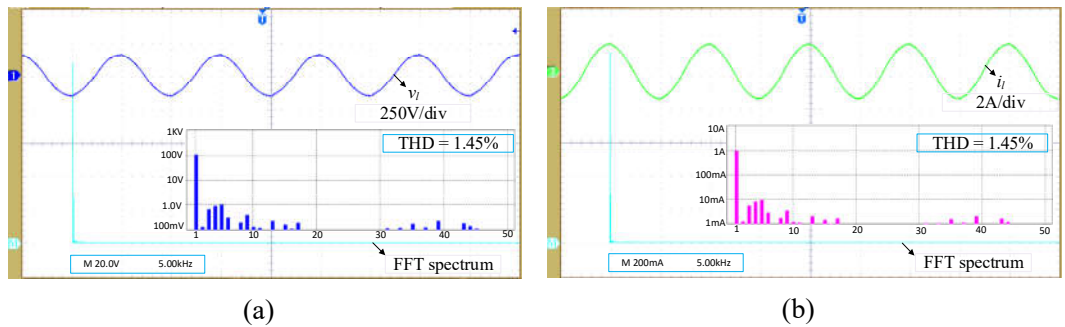 T
1
v_l
250V/div
1KV
THD = 1.45%
100V
10V
1.0V
100mV
1 10 20 30 40 50
M
FFT spectrum
M 20.0V 5.00kHz
(a)
T
1
i_l
2A/div
10A
THD = 1.45%
1A
100mA
10mA
1mA
1 10 20 30 40 50
M
FFT spectrum
M 200mA 5.00kHz
(b)